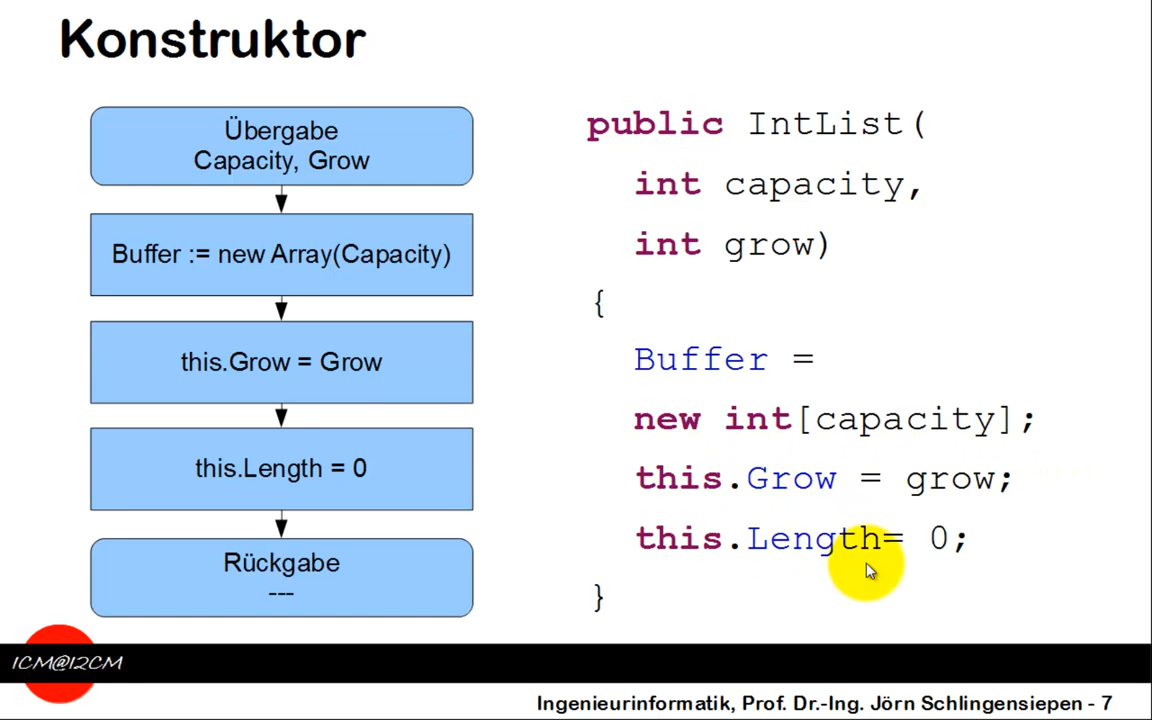 Konstruktor
Übergabe
Capacity, Grow
Buffer := new Array(Capacity)
this.Grow = Grow
this.Length = 0
Rückgabe
---
public IntList(
int capacity,
int grow)
{
Buffer =
new int[capacity];
this.Grow = grow;
this.Length= 0;
}
1CM@12CM
Ingenieurinformatik, Prof. Dr.-Ing. Jörn Schlingensiepen - 7